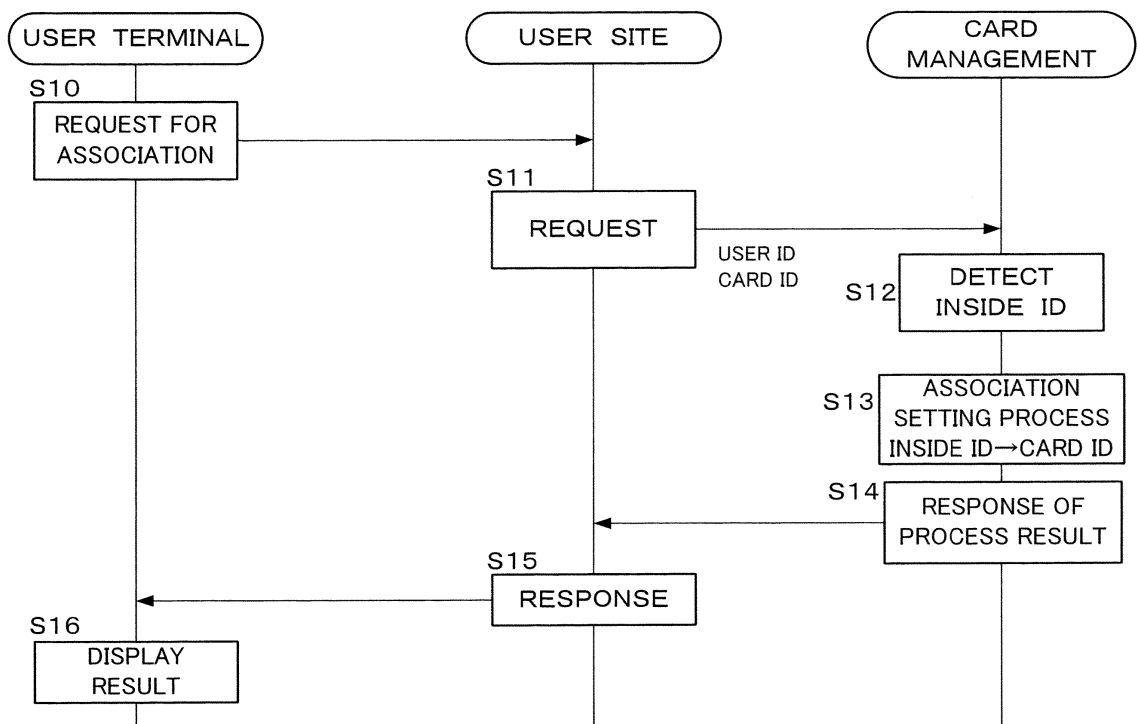 USER TERMINAL
USER SITE
CARD
MANAGEMENT
S10
REQUEST FOR
ASSOCIATION
S11
REQUEST
USER ID
CARD ID
S12
DETECT
INSIDE ID
S13
ASSOCIATION
SETTING PROCESS
INSIDE ID→CARD ID
S14
RESPONSE OF
PROCESS RESULT
S15
RESPONSE
S16
DISPLAY
RESULT